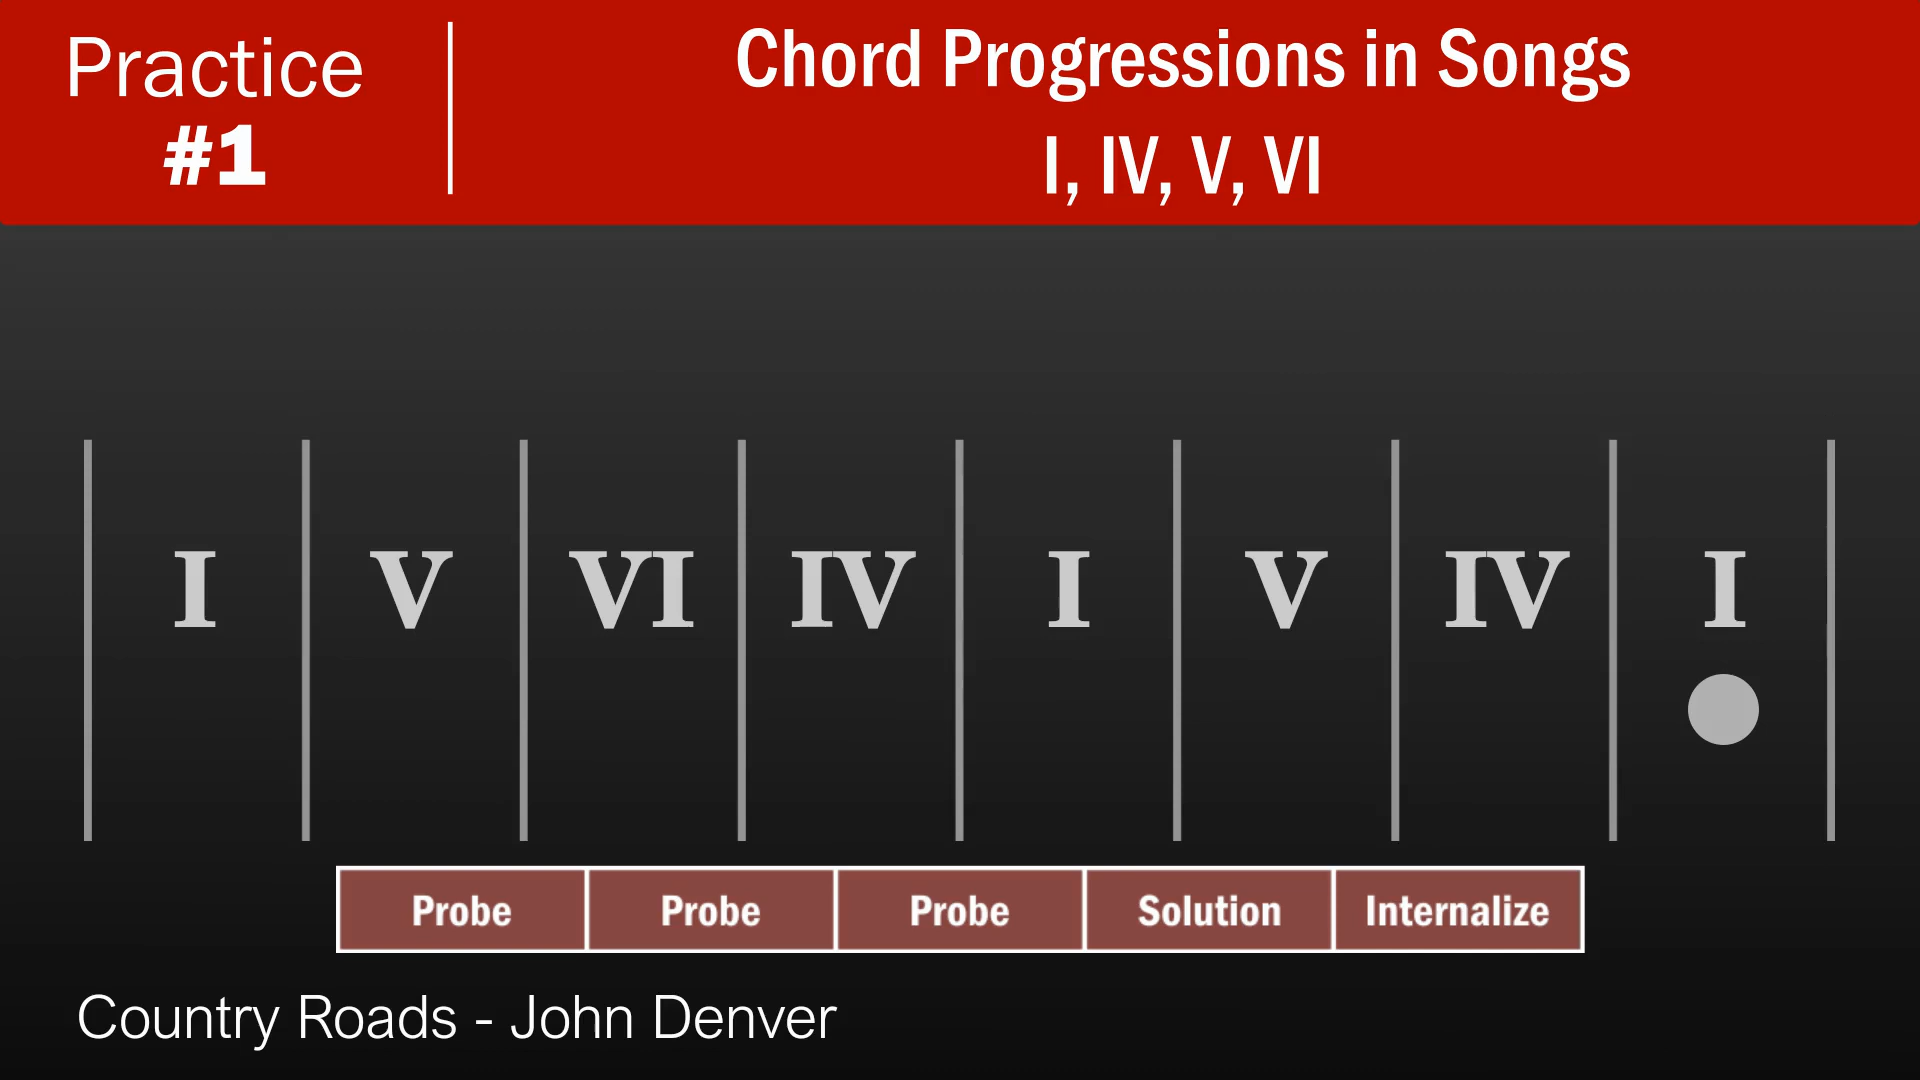 Practice
#1
Chord Progressions in Songs
I, IV, V, VI
I V VI IV I V IV I
Probe Probe Probe Solution Internalize
Country Roads - John Denver